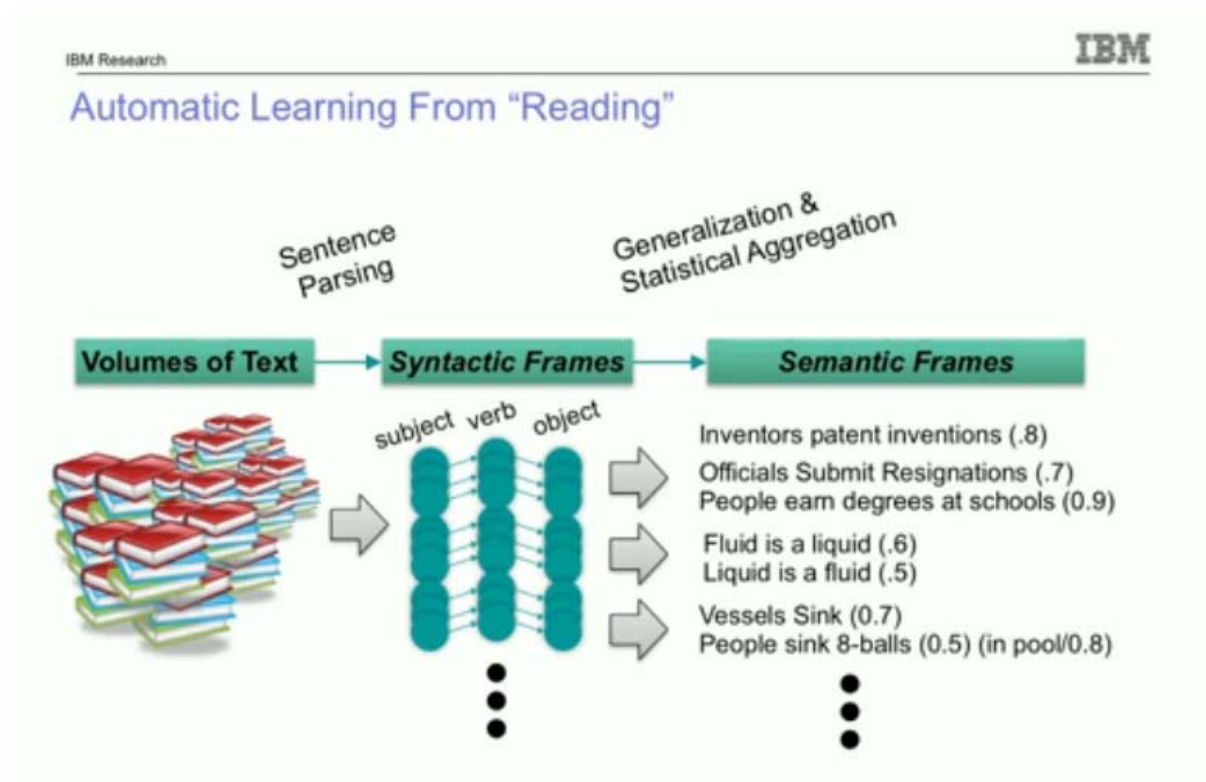 IBM Research
IBM
Automatic Learning From “Reading”
Sentence
Parsing
Generalization &
Statistical Aggregation
Volumes of Text
Syntactic Frames
Semantic Frames
subject
verb
object
Inventors patent inventions (.8)
Officials Submit Resignations (.7)
People earn degrees at schools (0.9)
Fluid is a liquid (.6)
Liquid is a fluid (.5)
Vessels Sink (0.7)
People sink 8-balls (0.5) (in pool/0.8)